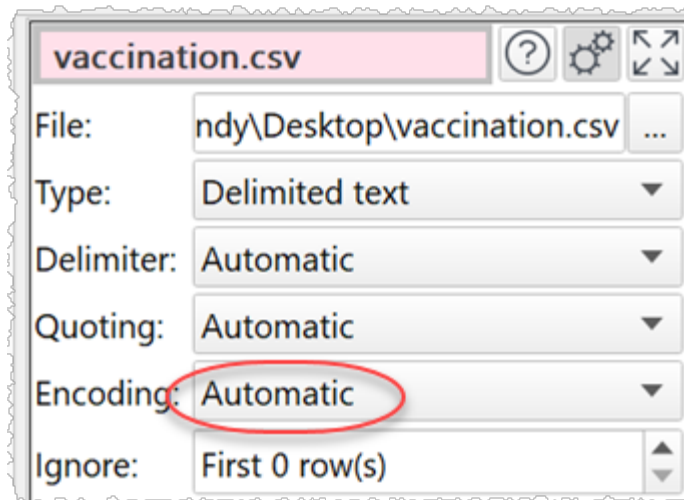 vaccination.csv
File: ndy\Desktop\vaccination.csv ...
Type: Delimited text
Delimiter: Automatic
Quoting: Automatic
Encoding: Automatic
Ignore: First 0 row(s)